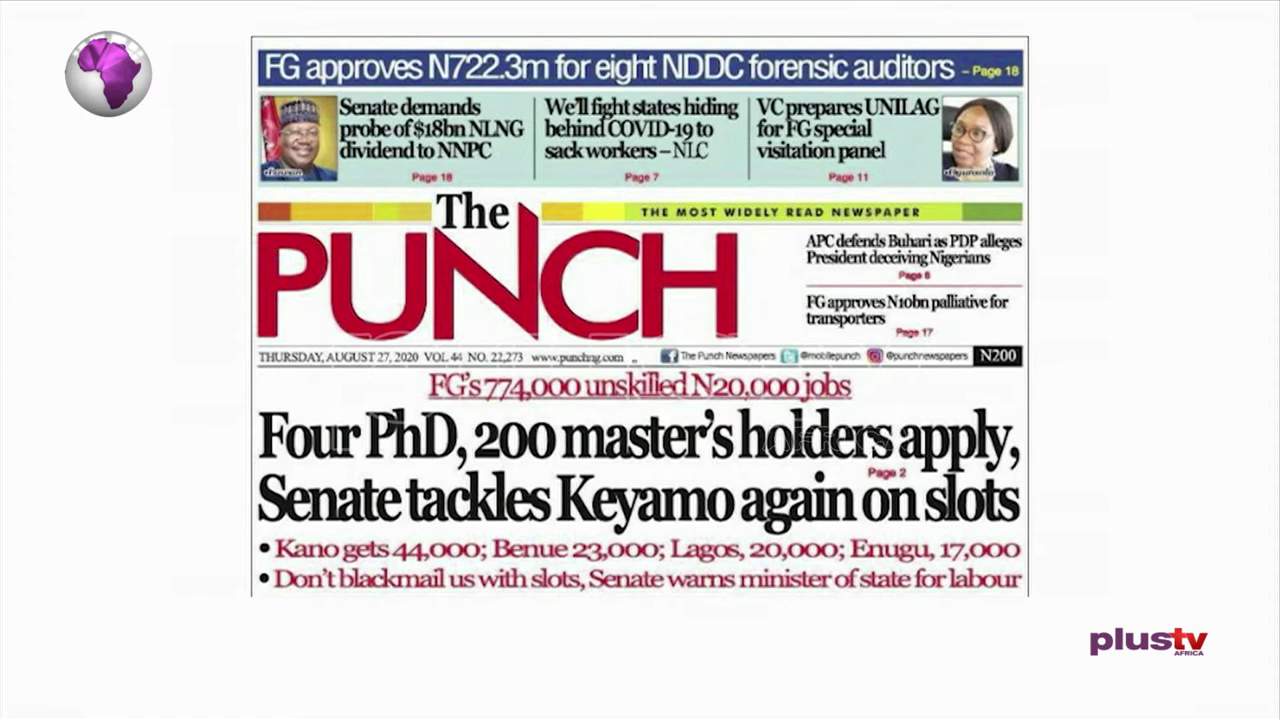 FG approves N722.3m for eight NDDC forensic auditors – Page 18
Senate demands
probe of $18bn NLNG
dividend to NNPC
Page 18
We'll fight states hiding
behind COVID-19 to
sack workers – NLC
Page 7
VC prepares UNILAG
for FG special
visitation panel
Page 11
The
PUNCH
THE MOST WIDELY READ NEWSPAPER
APC defends Buhari as PDP alleges
President deceiving Nigerians
Page 8
FG approves N10bn palliative for
transporters
Page 17
THURSDAY, AUGUST 27, 2020 VOL. 44 NO. 22,273 www.punchng.com
The Punch Newspapers @mobilepunch @punchnewspapers N200
FG's 774,000 unskilled N20,000 jobs
Four PhD, 200 master's holders apply,
Page 2
Senate tackles Keyamo again on slots
• Kano gets 44,000; Benue 23,000; Lagos, 20,000; Enugu, 17,000
• Don't blackmail us with slots, Senate warns minister of state for labour
plustv
AFRICA